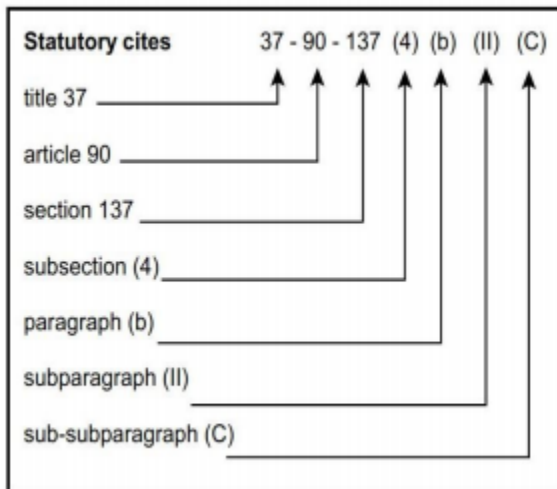 Statutory cites 37 - 90 - 137 (4) (b) (II) (C)
title 37
article 90
section 137
subsection (4)
paragraph (b)
subparagraph (II)
sub-subparagraph (C)